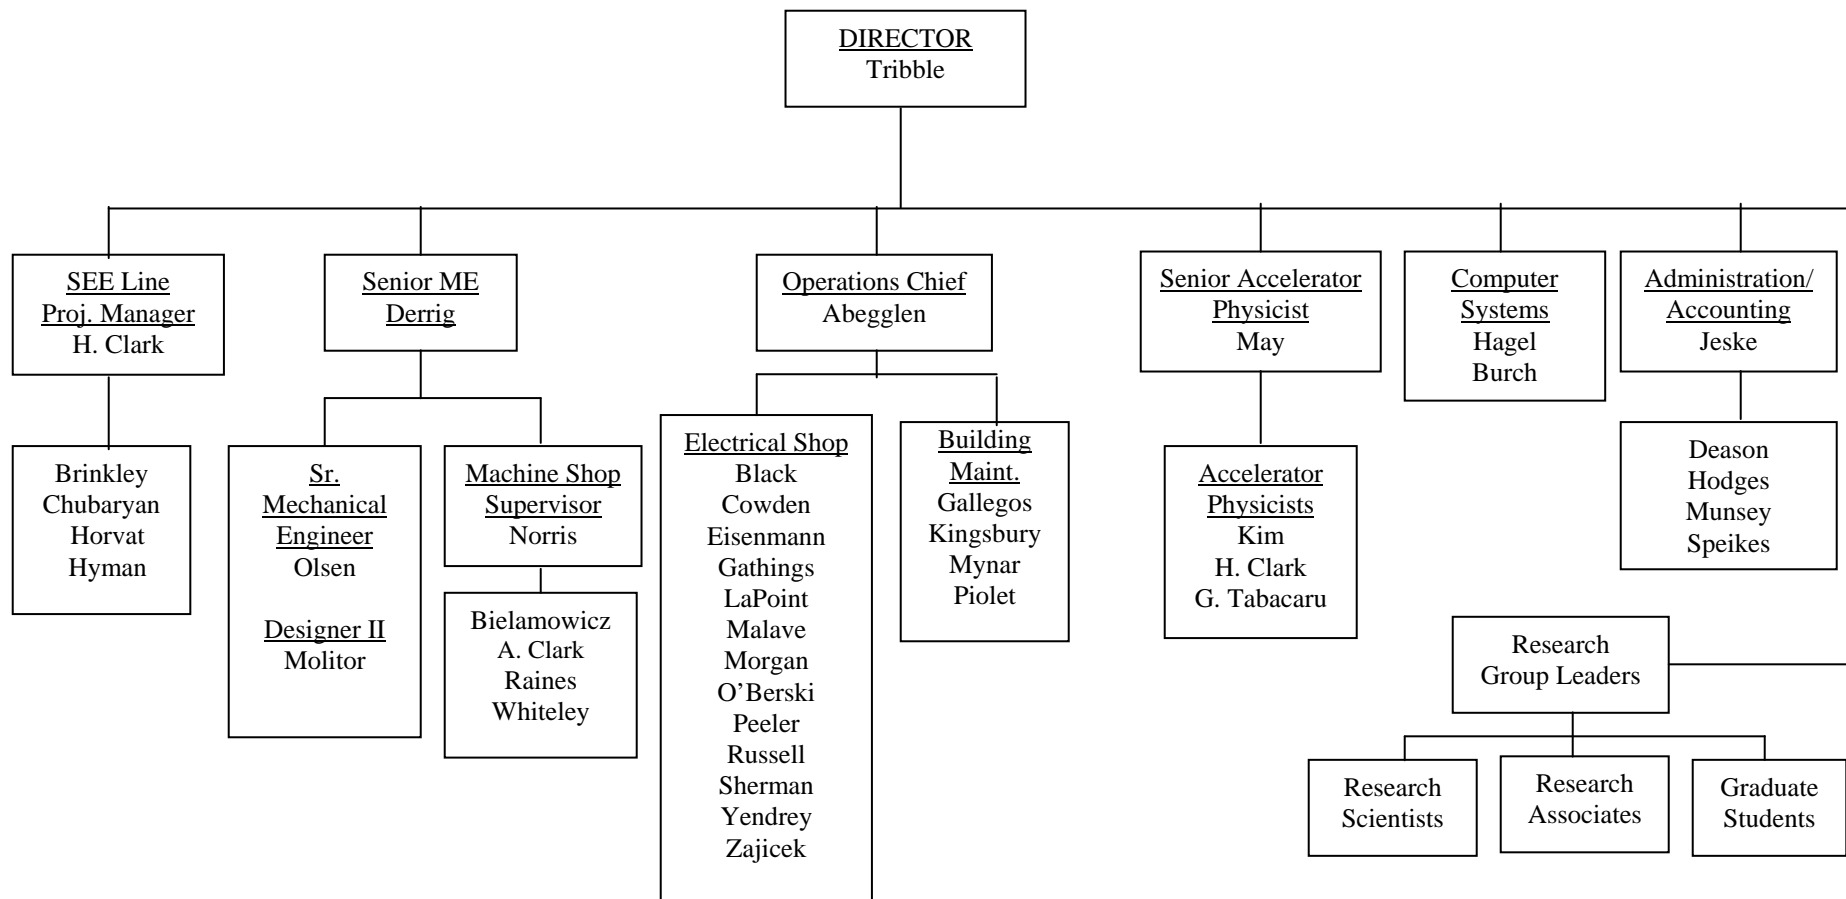 DIRECTOR
Tribble
SEE Line
Proj. Manager
H. Clark
Senior ME
Derrig
Operations Chief
Abegglen
Senior Accelerator
Physicist
May
Computer
Systems
Hagel
Burch
Administration/
Accounting
Jeske
Brinkley
Chubaryan
Horvat
Hyman
Sr.
Mechanical
Engineer
Olsen
Designer II
Molitor
Machine Shop
Supervisor
Norris
Bielamowicz
A. Clark
Raines
Whiteley
Electrical Shop
Black
Cowden
Eisenmann
Gathings
LaPoint
Malave
Morgan
O’Berski
Peeler
Russell
Sherman
Yendrey
Zajicek
Building
Maint.
Gallegos
Kingsbury
Mynar
Piolet
Accelerator
Physicists
Kim
H. Clark
G. Tabacaru
Deason
Hodges
Munsey
Speikes
Research
Group Leaders
Research
Scientists
Research
Associates
Graduate
Students